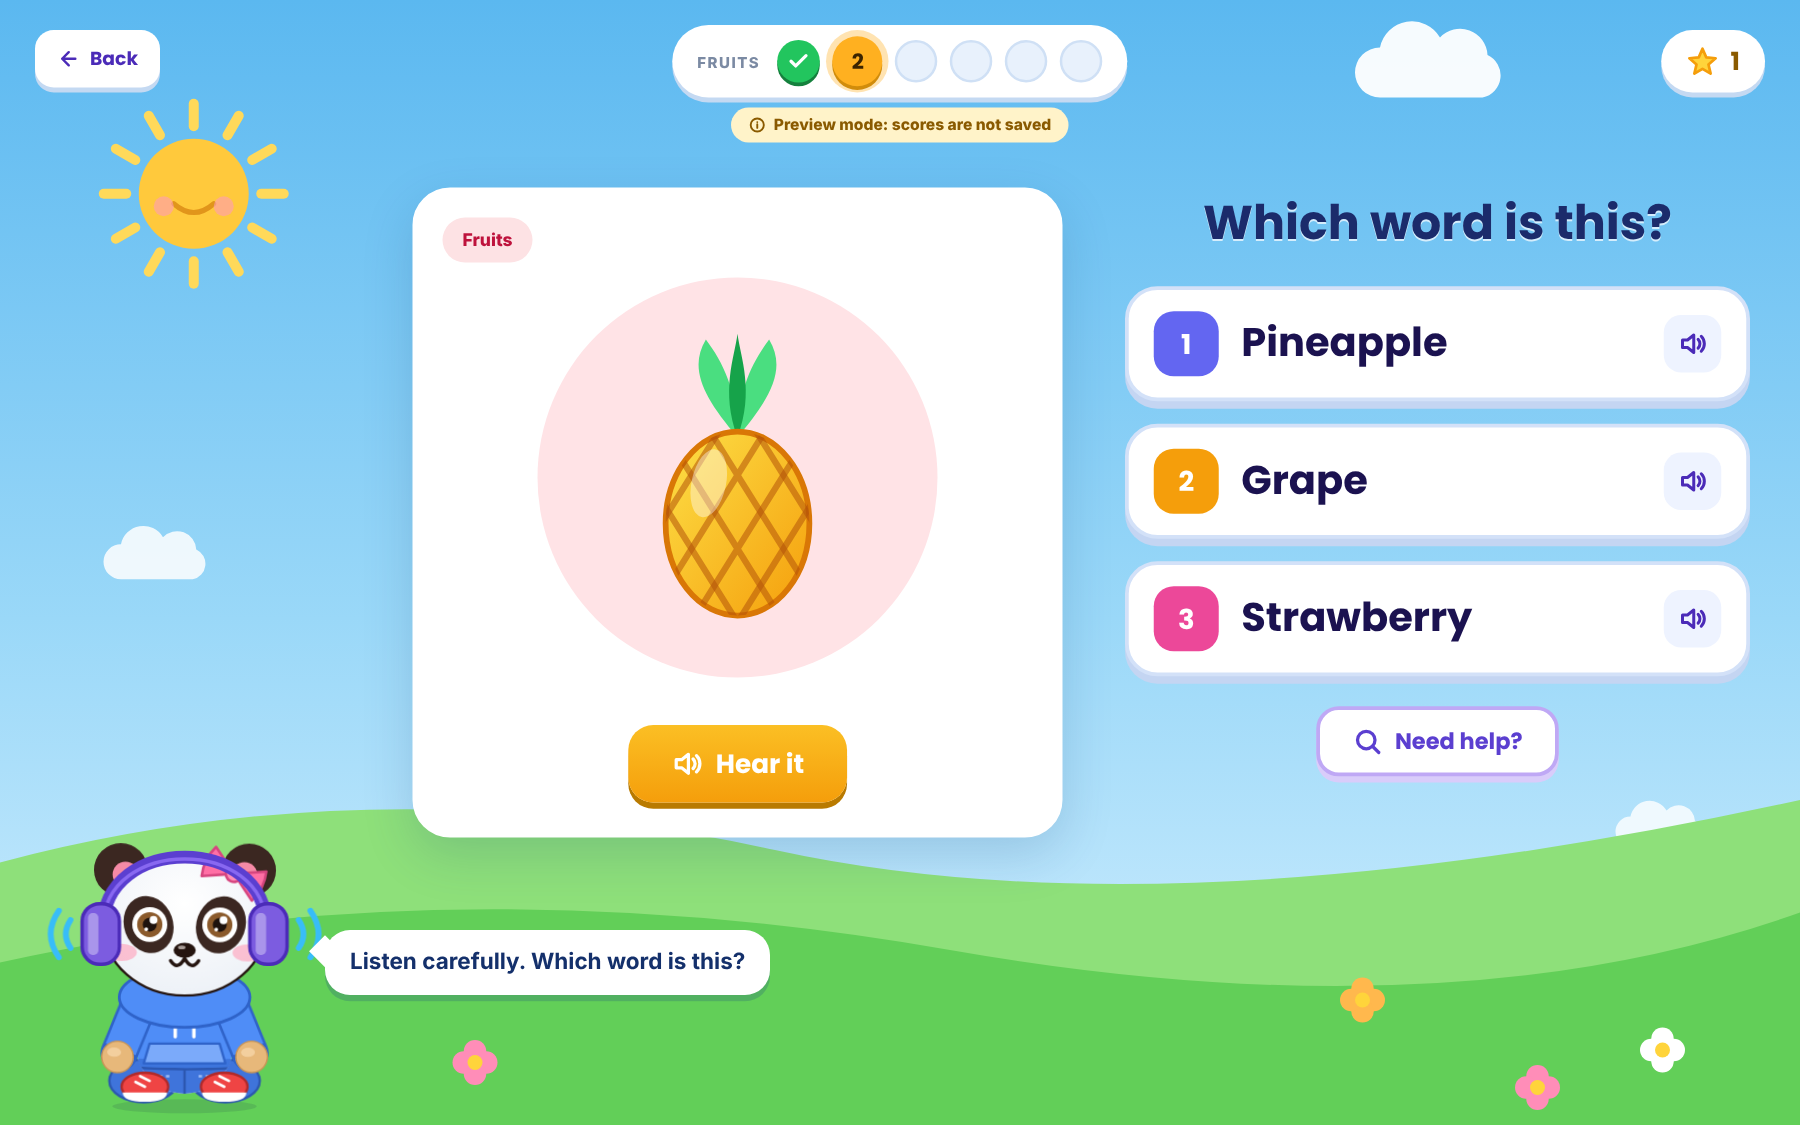 Back
FRUITS
2
1
Preview mode: scores are not saved
Fruits
Which word is this?
1 Pineapple
2 Grape
3 Strawberry
Hear it
Need help?
Listen carefully. Which word is this?